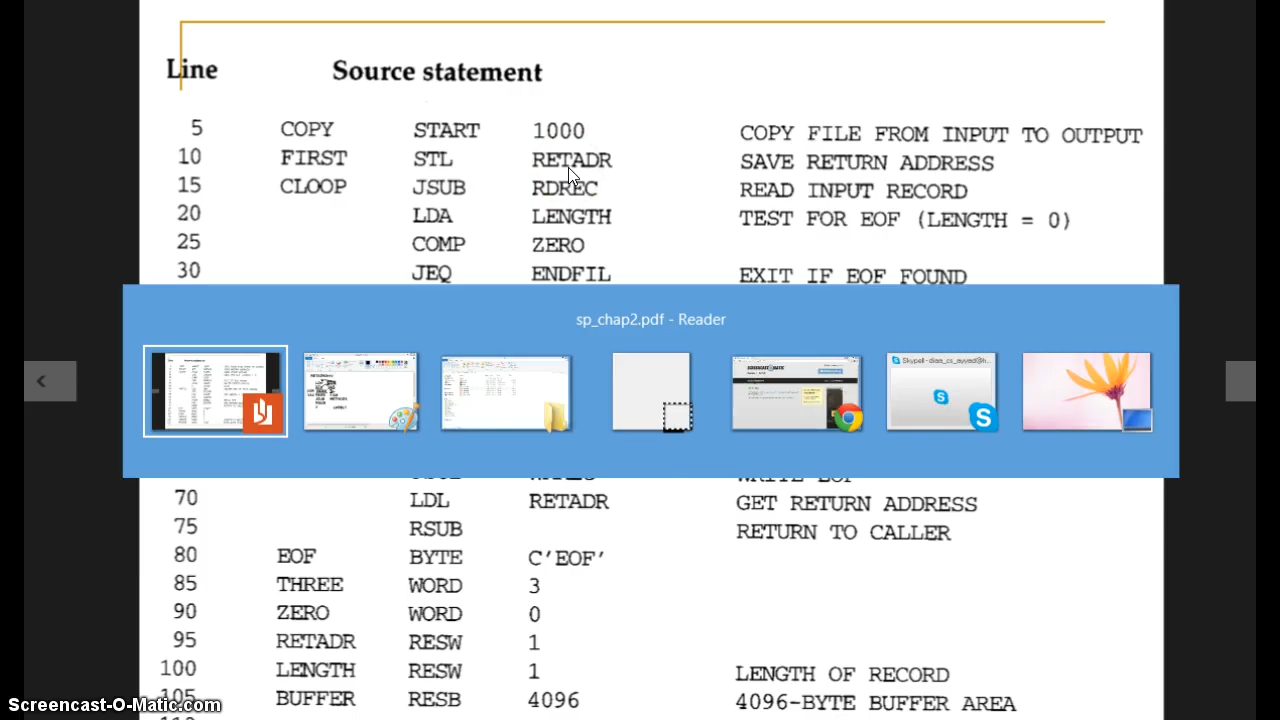 Line Source statement
5 COPY START 1000 COPY FILE FROM INPUT TO OUTPUT
10 FIRST STL RETADR SAVE RETURN ADDRESS
15 CLOOP JSUB RDREC READ INPUT RECORD
20 LDA LENGTH TEST FOR EOF (LENGTH = 0)
25 COMP ZERO
30 JEQ ENDFIL EXIT IF EOF FOUND
sp_chap2.pdf - Reader
70 LDL RETADR GET RETURN ADDRESS
75 RSUB RETURN TO CALLER
80 EOF BYTE C'EOF'
85 THREE WORD 3
90 ZERO WORD 0
95 RETADR RESW 1
100 LENGTH RESW 1 LENGTH OF RECORD
105 BUFFER RESB 4096 4096-BYTE BUFFER AREA
Screencast-O-Matic.com